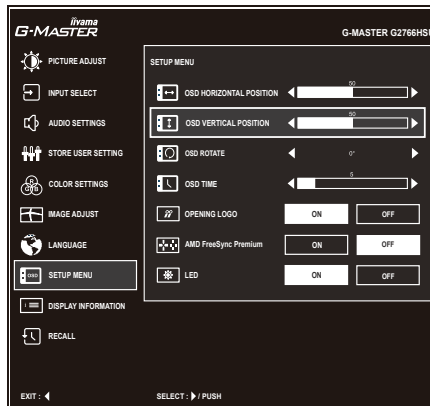 iiyama
G-MASTER
G-MASTER G2766HSU
PICTURE ADJUST
INPUT SELECT
AUDIO SETTINGS
STORE USER SETTING
COLOR SETTINGS
R
G B
IMAGE ADJUST
LANGUAGE
OSD
SETUP MENU
DISPLAY INFORMATION
RECALL
SETUP MENU
OSD HORIZONTAL POSITION
50
OSD VERTICAL POSITION
50
OSD ROTATE
0°
OSD TIME
5
OPENING LOGO
ON
OFF
AMD FreeSync Premium
ON
OFF
LED
ON
OFF
EXIT :
SELECT : / PUSH